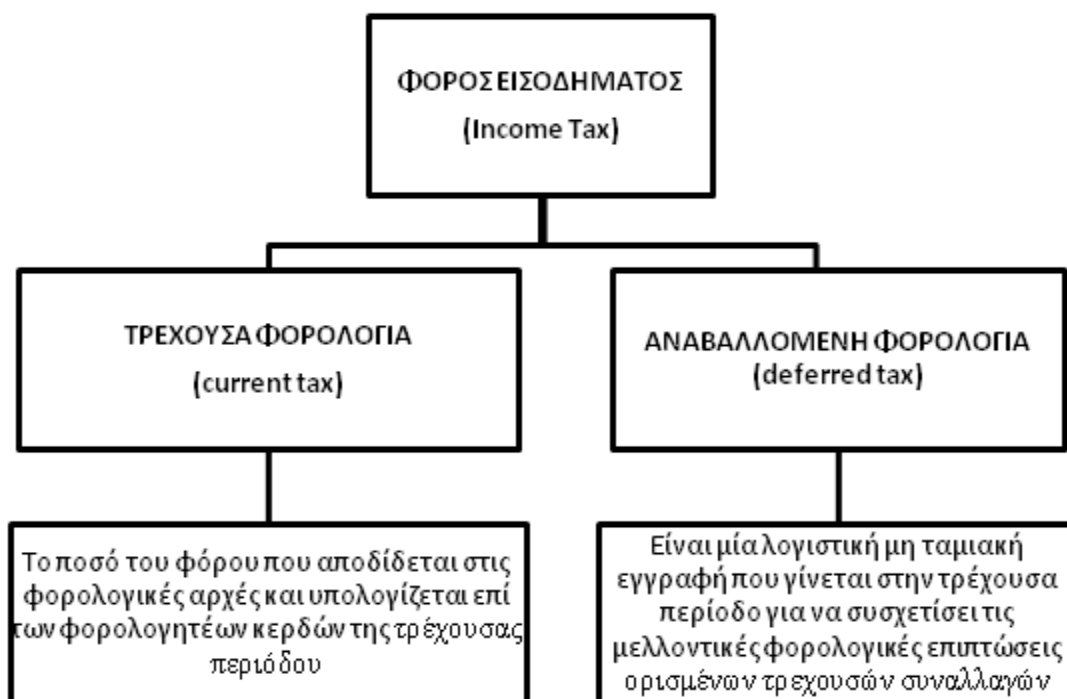 ΦΟΡΟΣ ΕΙΣΟΔΗΜΑΤΟΣ
(Income Tax)
ΤΡΕΧΟΥΣΑ ΦΟΡΟΛΟΓΙΑ
(current tax)
ΑΝΑΒΑΛΛΟΜΕΝΗ ΦΟΡΟΛΟΓΙΑ
(deferred tax)
Το ποσό του φόρου που αποδίδεται στις
φορολογικές αρχές και υπολογίζεται επί
των φορολογητέων κερδών της τρέχουσας
περιόδου
Είναι μία λογιστική μη ταμιακή
εγγραφή που γίνεται στην τρέχουσα
περίοδο για να συσχετίσει τις
μελλοντικές φορολογικές επιπτώσεις
ορισμένων τρεχουσών συναλλαγών